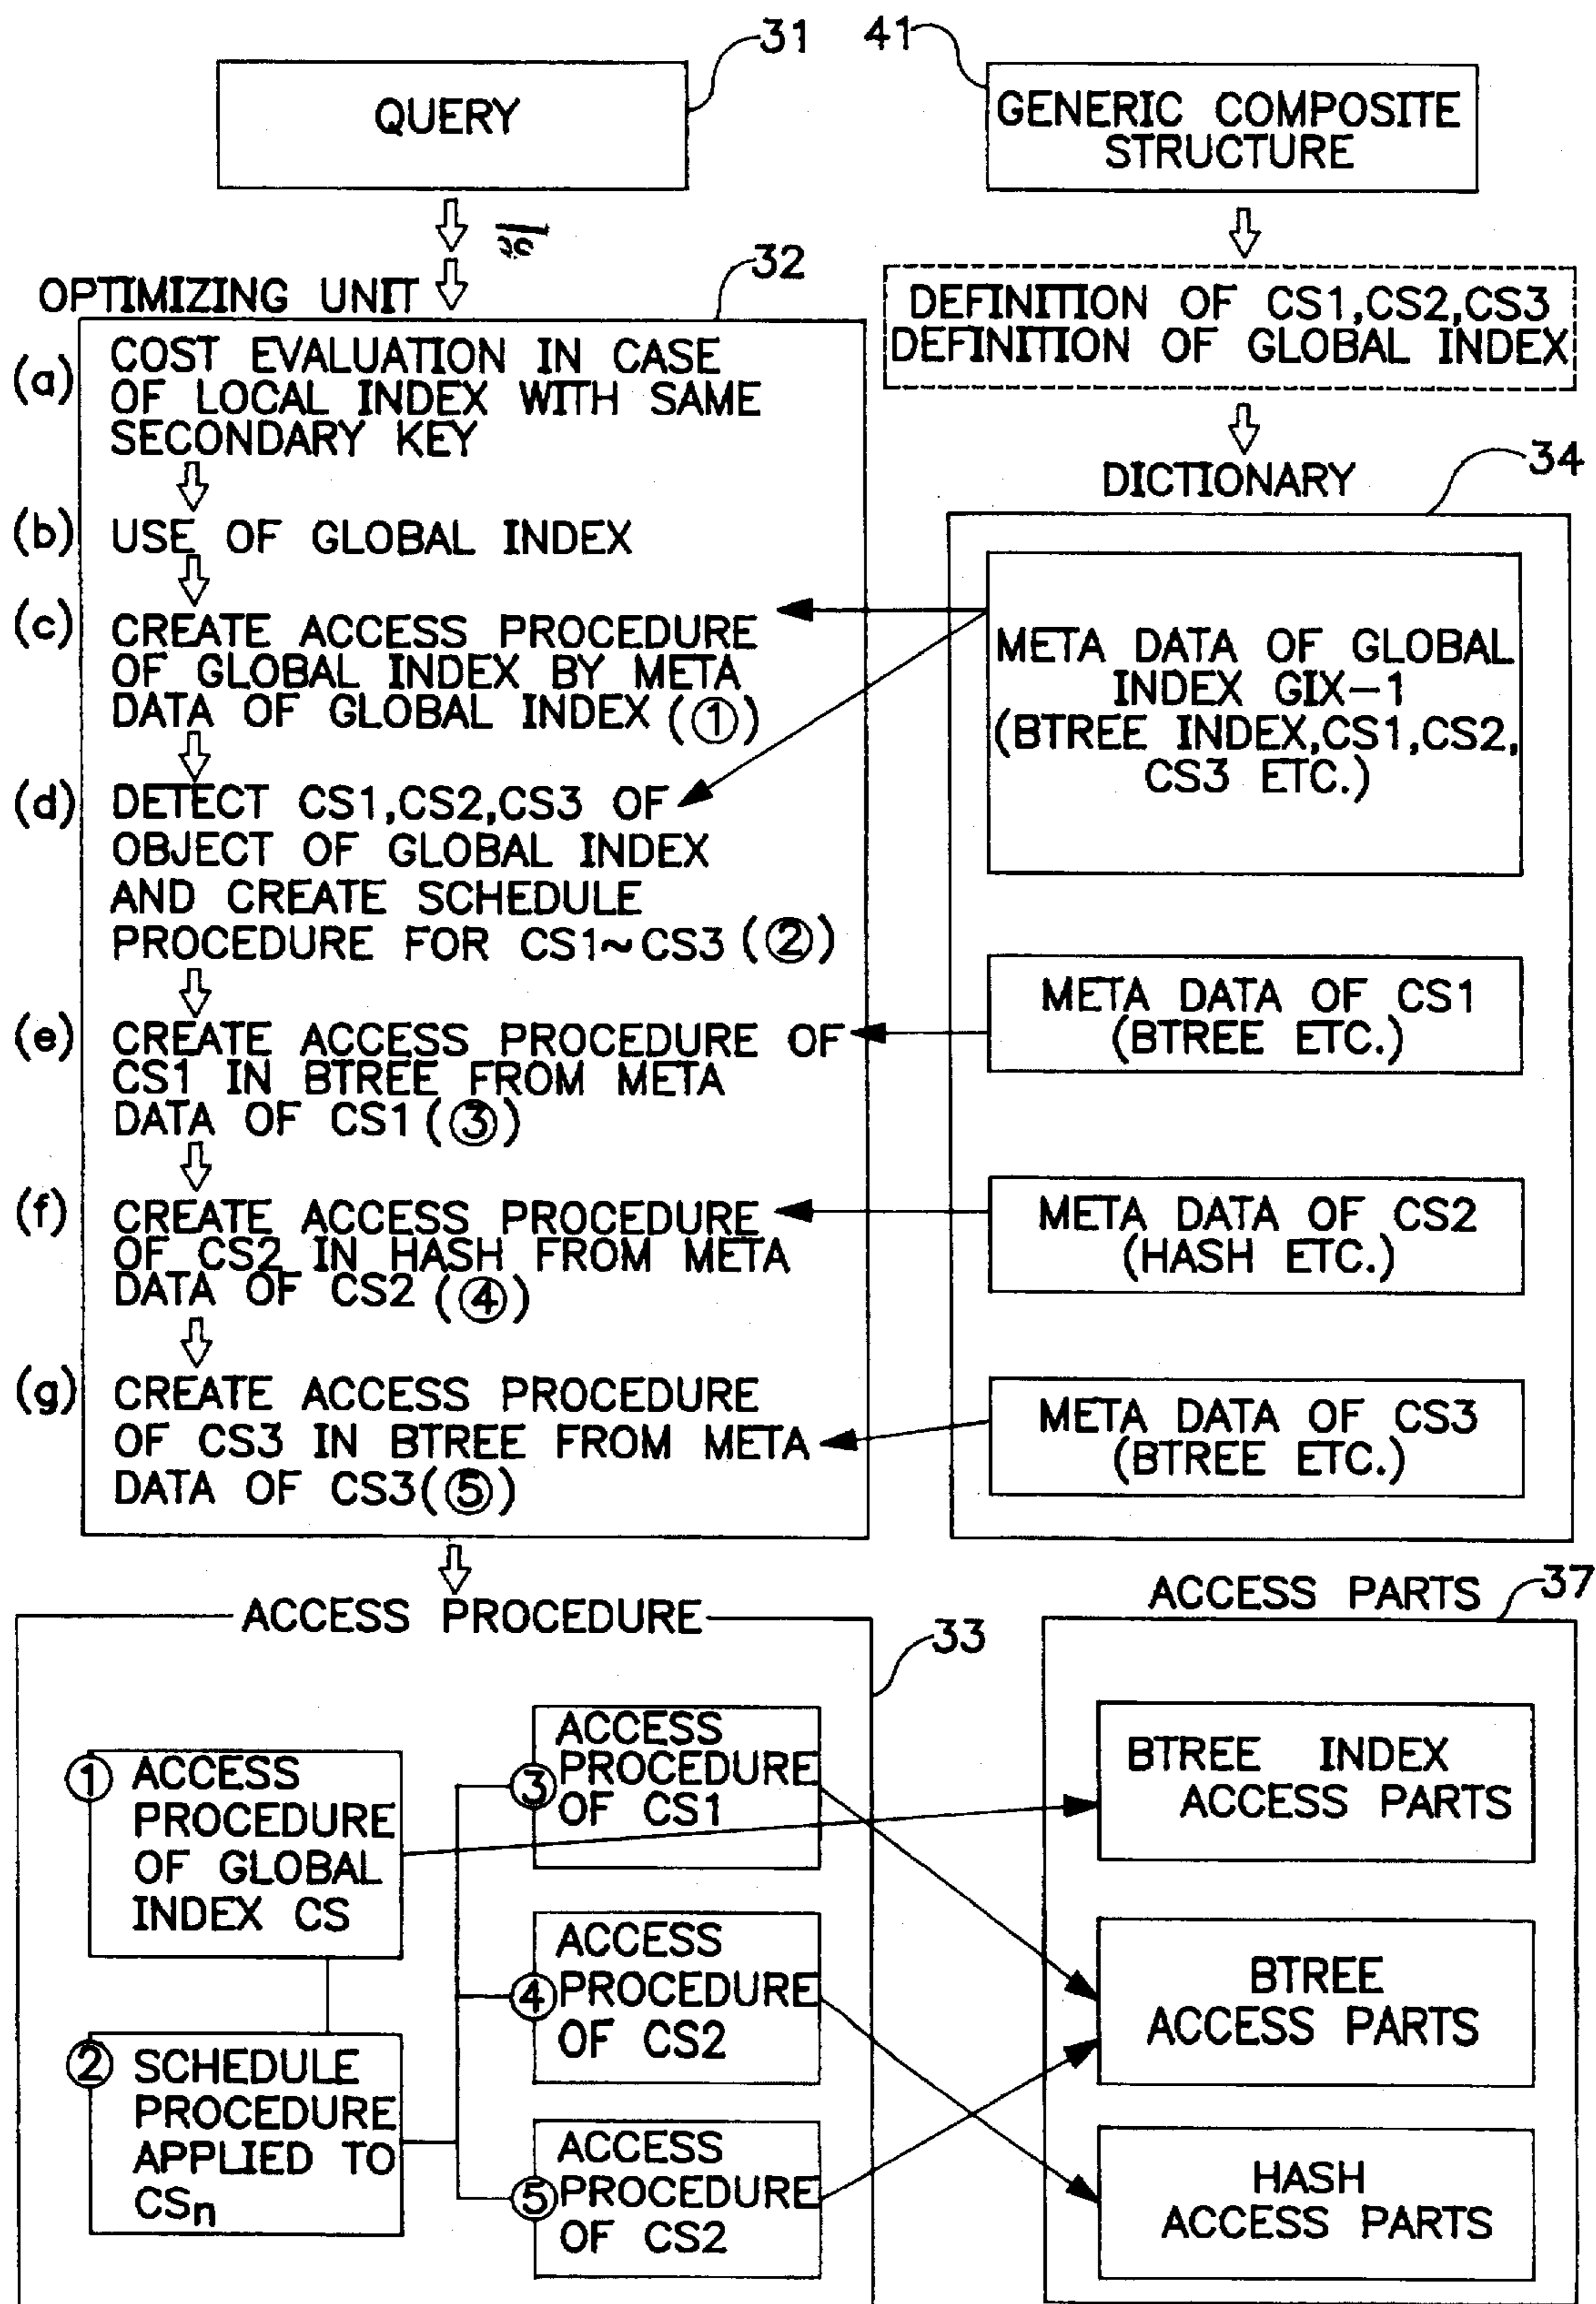 31
QUERY
41
GENERIC COMPOSITE
STRUCTURE
DEFINITION OF CS1,CS2,CS3
DEFINITION OF GLOBAL INDEX
OPTIMIZING UNIT
32
(a) COST EVALUATION IN CASE
OF LOCAL INDEX WITH SAME
SECONDARY KEY
(b) USE OF GLOBAL INDEX
(c) CREATE ACCESS PROCEDURE
OF GLOBAL INDEX BY META
DATA OF GLOBAL INDEX (①)
(d) DETECT CS1,CS2,CS3 OF
OBJECT OF GLOBAL INDEX
AND CREATE SCHEDULE
PROCEDURE FOR CS1~CS3 (②)
(e) CREATE ACCESS PROCEDURE OF
CS1 IN BTREE FROM META
DATA OF CS1 (③)
(f) CREATE ACCESS PROCEDURE
OF CS2 IN HASH FROM META
DATA OF CS2 (④)
(g) CREATE ACCESS PROCEDURE
OF CS3 IN BTREE FROM META
DATA OF CS3(⑤)
DICTIONARY
34
META DATA OF GLOBAL
INDEX GIX-1
(BTREE INDEX,CS1,CS2,
CS3 ETC.)
META DATA OF CS1
(BTREE ETC.)
META DATA OF CS2
(HASH ETC.)
META DATA OF CS3
(BTREE ETC.)
ACCESS PROCEDURE
33
① ACCESS
PROCEDURE
OF GLOBAL
INDEX CS
② SCHEDULE
PROCEDURE
APPLIED TO
CSn
ACCESS
③ PROCEDURE
OF CS1
ACCESS
④ PROCEDURE
OF CS2
ACCESS
⑤ PROCEDURE
OF CS2
ACCESS PARTS
37
BTREE INDEX
ACCESS PARTS
BTREE
ACCESS PARTS
HASH
ACCESS PARTS